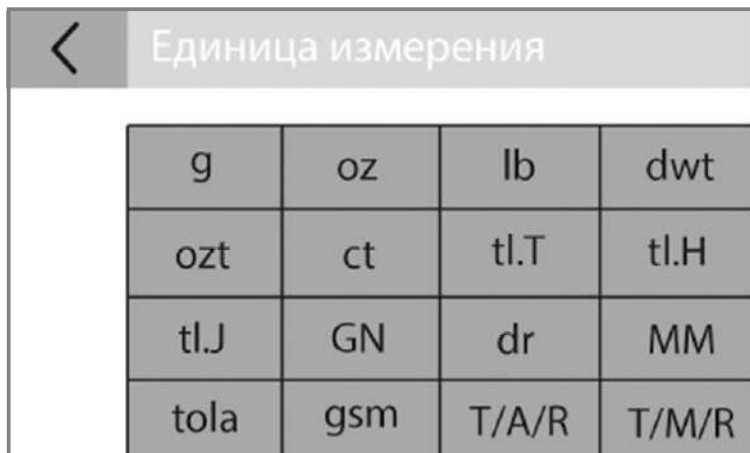 Единица измерения
g oz lb dwt
ozt ct tl.T tl.H
tl.J GN dr MM
tola gsm T/A/R T/M/R